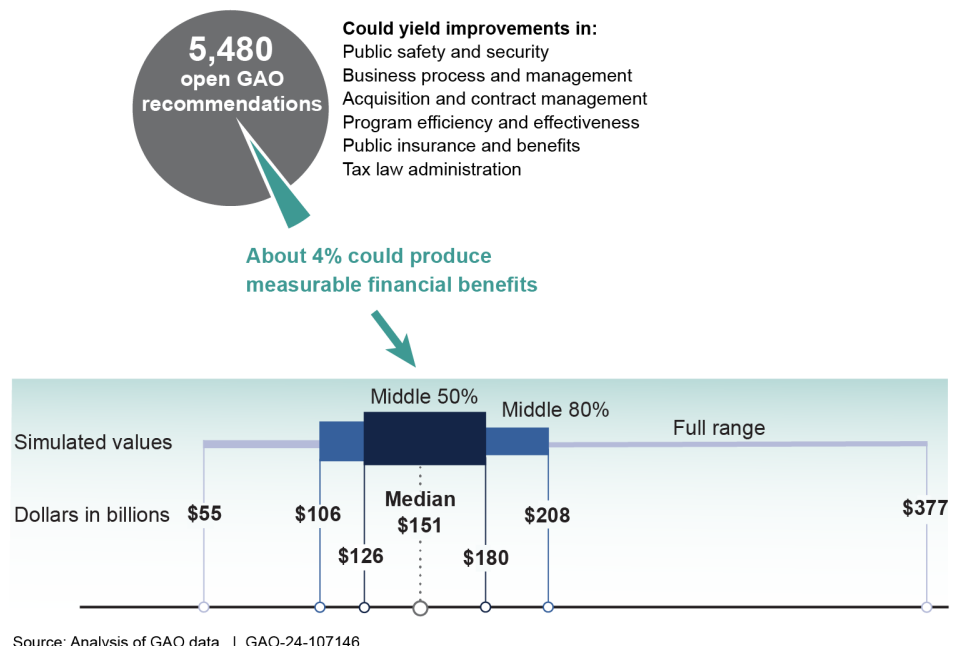 5,480
open GAO
recommendations
Could yield improvements in:
Public safety and security
Business process and management
Acquisition and contract management
Program efficiency and effectiveness
Public insurance and benefits
Tax law administration
About 4% could produce
measurable financial benefits
Middle 50%
Middle 80%
Full range
Simulated values
Dollars in billions
$55
$106
$126
Median
$151
$180
$208
$377
Source: Analysis of GAO data. | GAO-24-107146